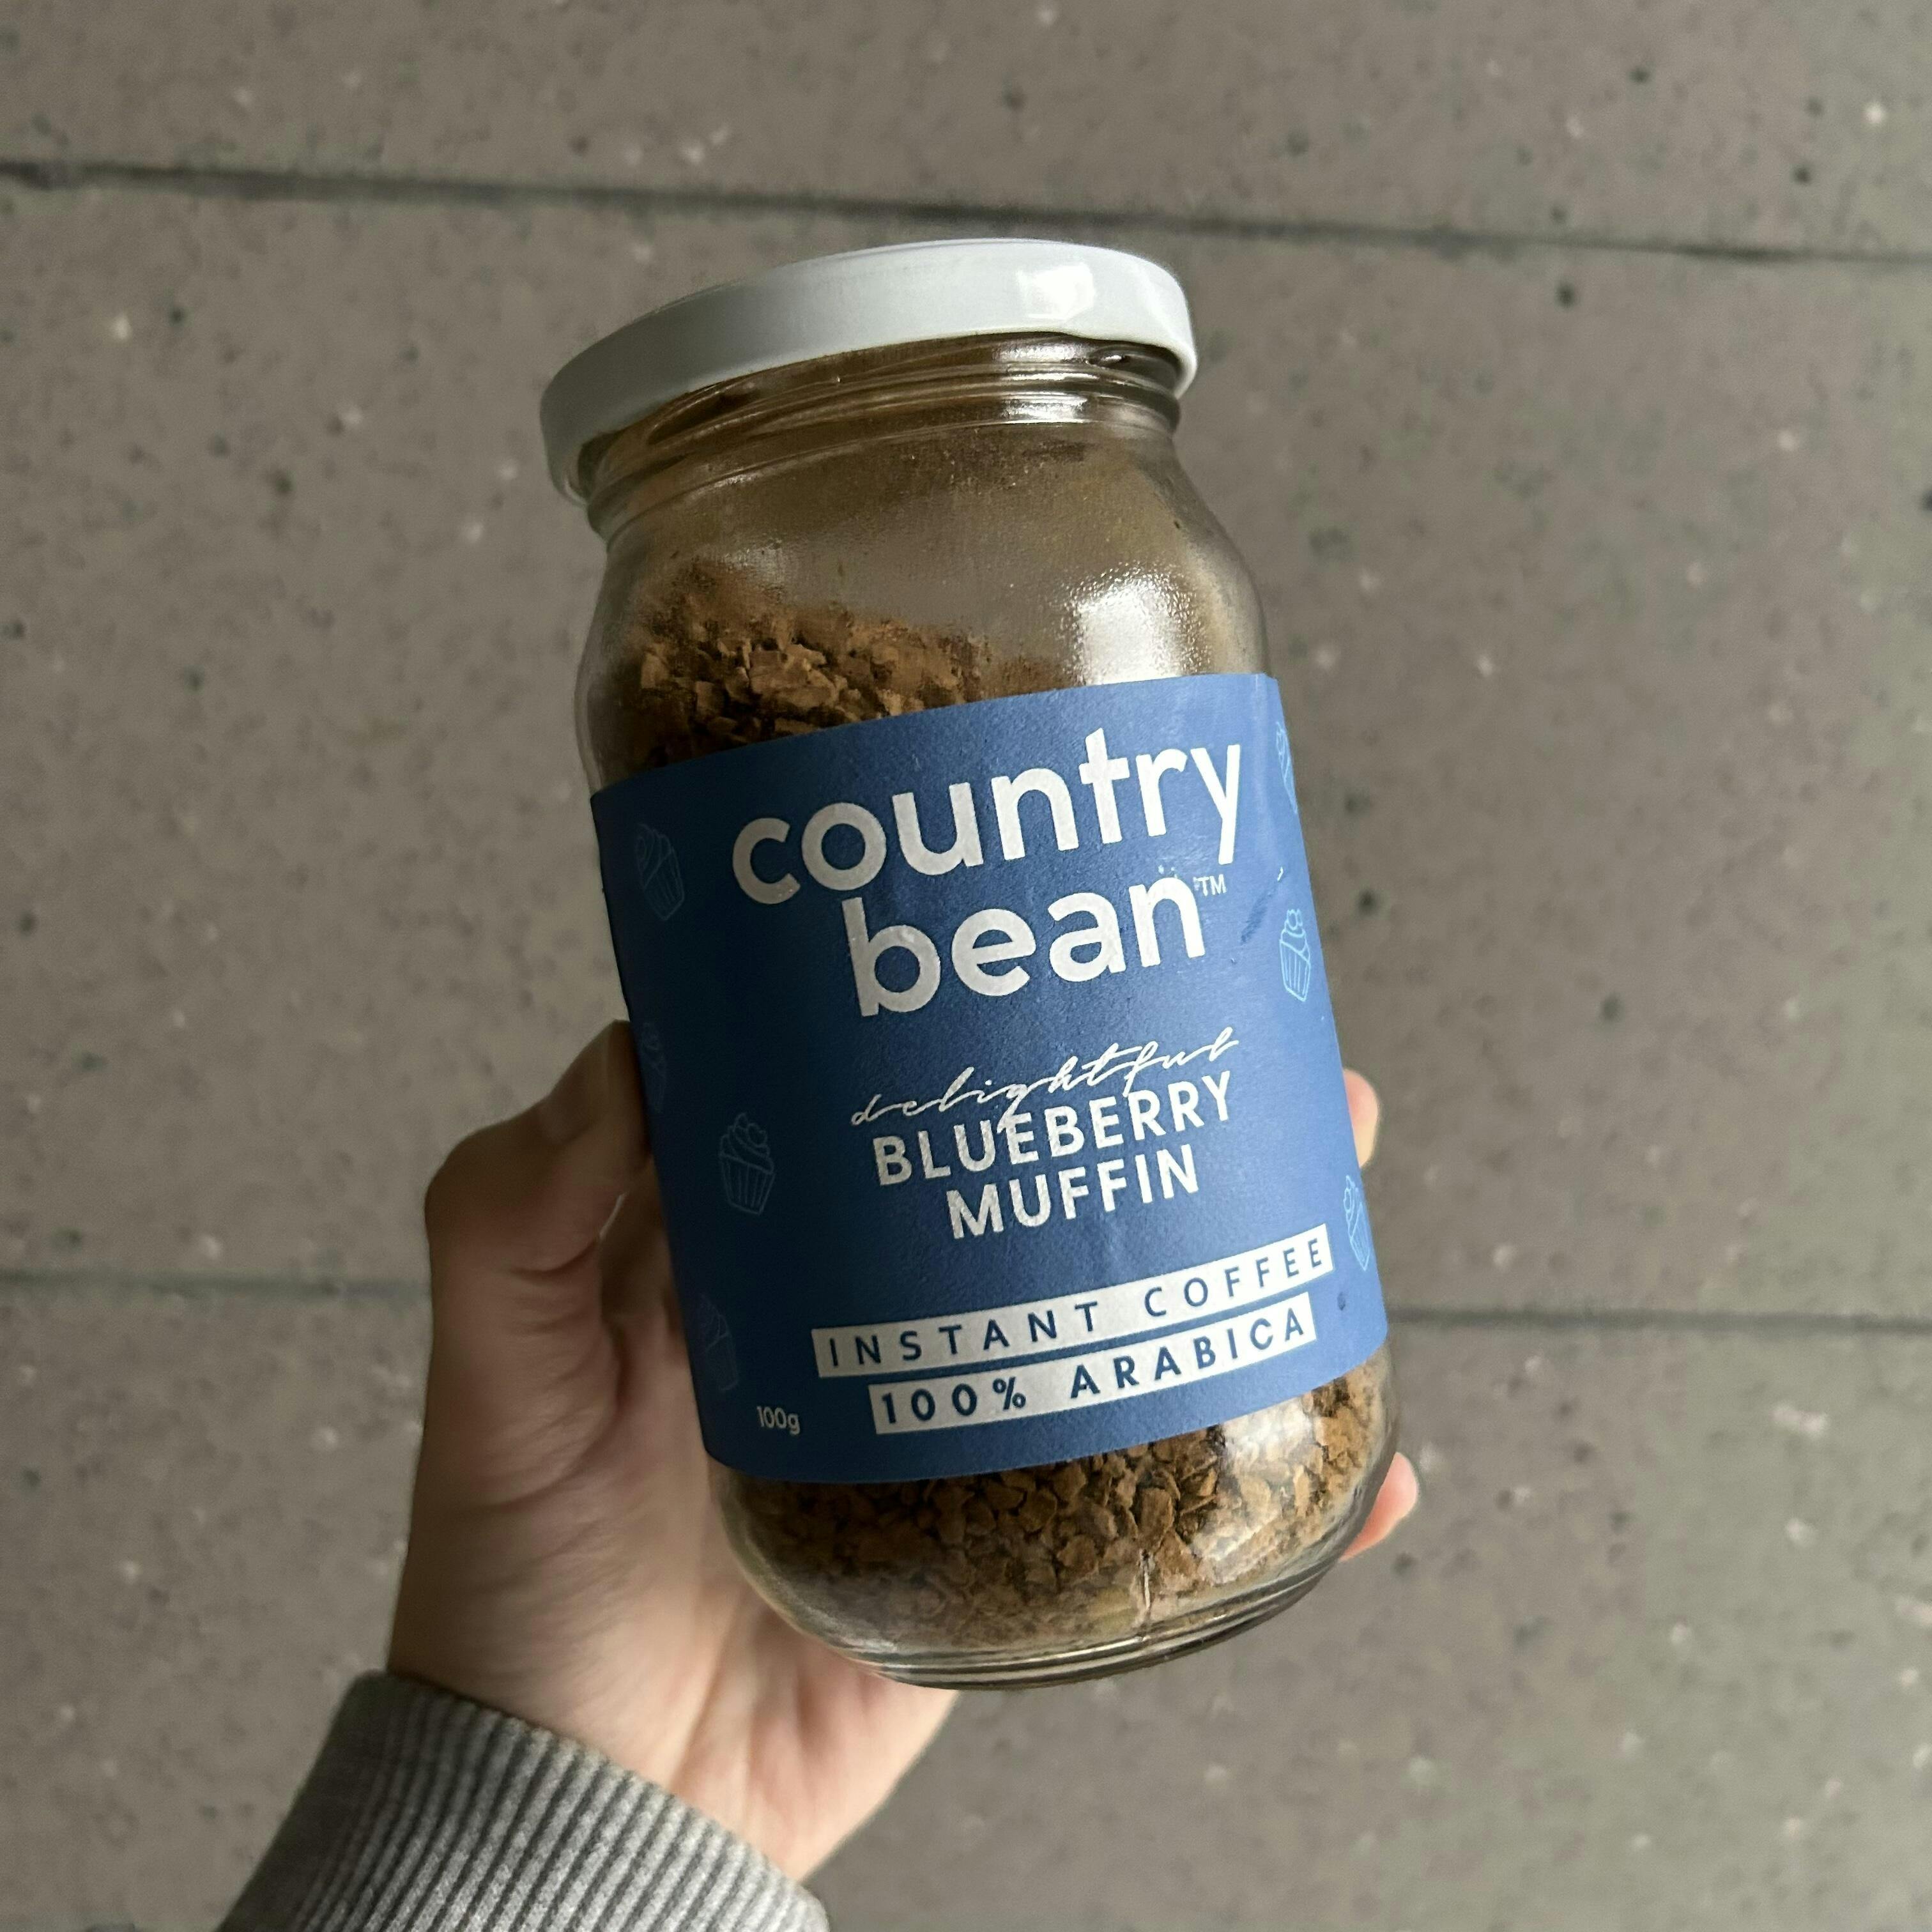 country
bean™
delightful
BLUEBERRY
MUFFIN
INSTANT COFFEE
100% ARABICA
100g